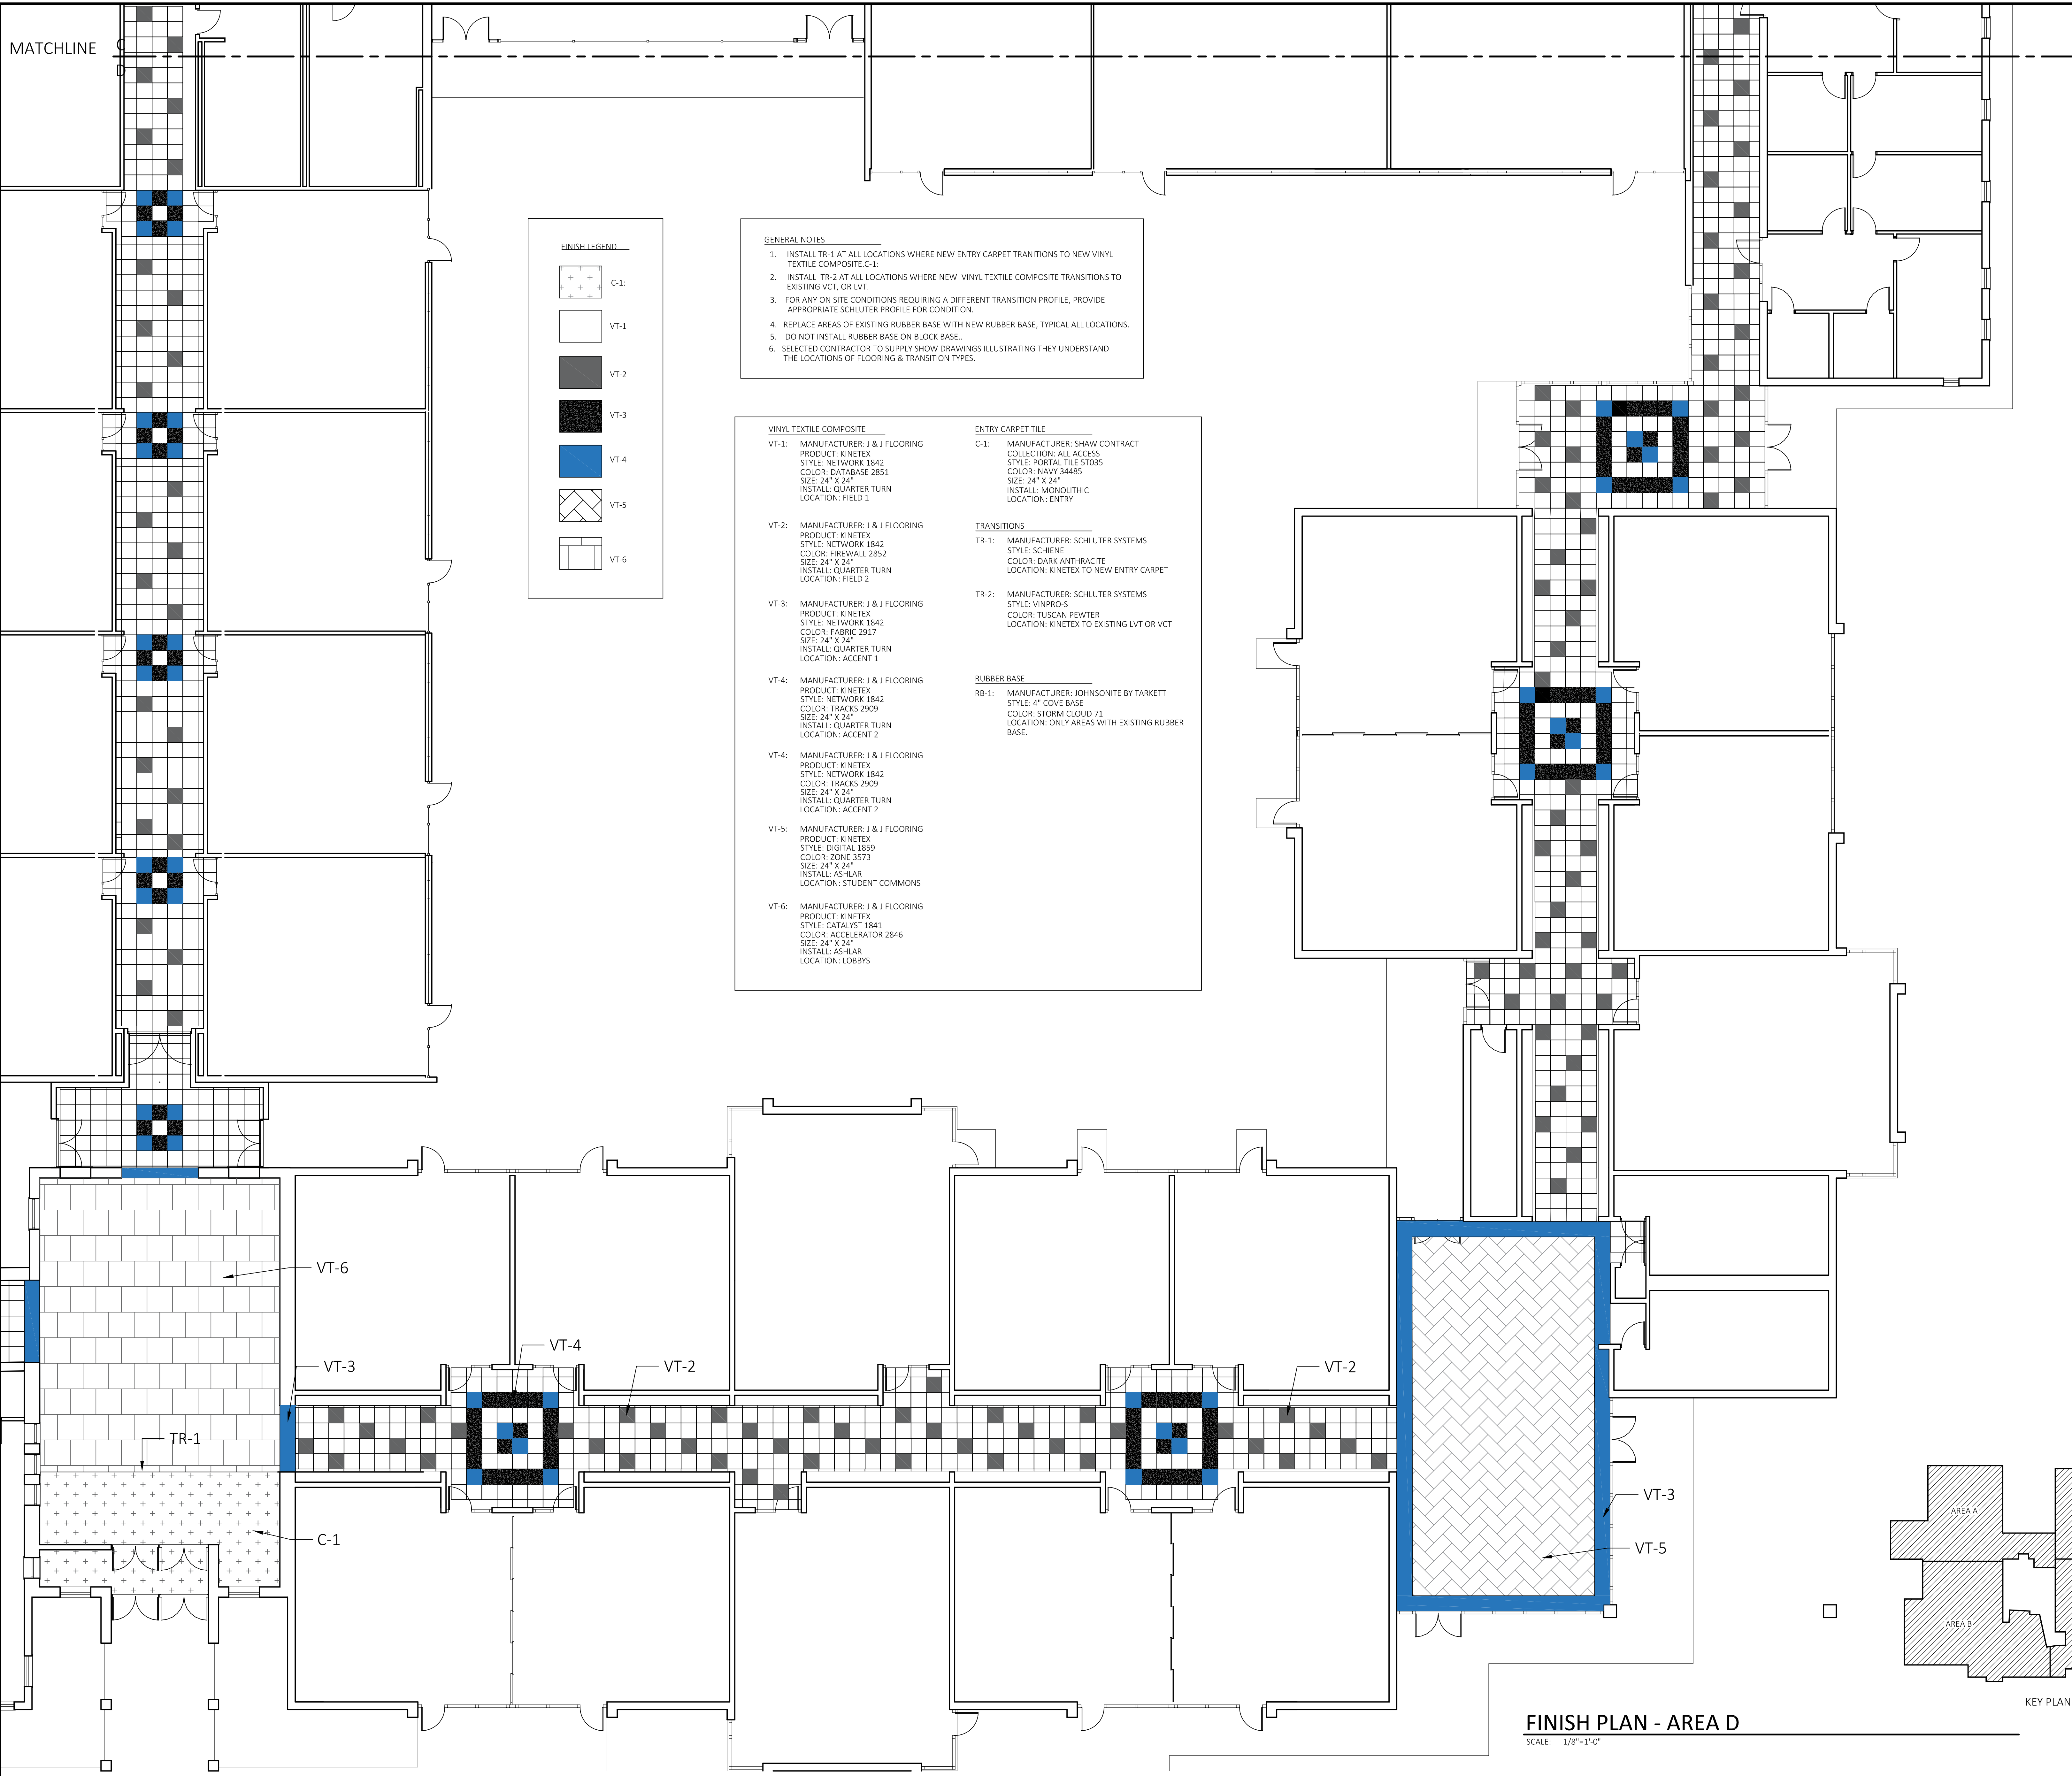 MATCHLINE
C
D
FINISH LEGEND
C-1:
VT-1
VT-2
VT-3
VT-4
VT-5
VT-6
GENERAL NOTES
1. INSTALL TR-1 AT ALL LOCATIONS WHERE NEW ENTRY CARPET TRANITIONS TO NEW VINYL
TEXTILE COMPOSITE.C-1:
2. INSTALL TR-2 AT ALL LOCATIONS WHERE NEW VINYL TEXTILE COMPOSITE TRANSITIONS TO
EXISTING VCT, OR LVT.
3. FOR ANY ON SITE CONDITIONS REQUIRING A DIFFERENT TRANSITION PROFILE, PROVIDE
APPROPRIATE SCHLUTER PROFILE FOR CONDITION.
4. REPLACE AREAS OF EXISTING RUBBER BASE WITH NEW RUBBER BASE, TYPICAL ALL LOCATIONS.
5. DO NOT INSTALL RUBBER BASE ON BLOCK BASE..
6. SELECTED CONTRACTOR TO SUPPLY SHOW DRAWINGS ILLUSTRATING THEY UNDERSTAND
THE LOCATIONS OF FLOORING & TRANSITION TYPES.
VINYL TEXTILE COMPOSITE
VT-1: MANUFACTURER: J & J FLOORING
PRODUCT: KINETEX
STYLE: NETWORK 1842
COLOR: DATABASE 2851
SIZE: 24" X 24"
INSTALL: QUARTER TURN
LOCATION: FIELD 1
VT-2: MANUFACTURER: J & J FLOORING
PRODUCT: KINETEX
STYLE: NETWORK 1842
COLOR: FIREWALL 2852
SIZE: 24" X 24"
INSTALL: QUARTER TURN
LOCATION: FIELD 2
VT-3: MANUFACTURER: J & J FLOORING
PRODUCT: KINETEX
STYLE: NETWORK 1842
COLOR: FABRIC 2917
SIZE: 24" X 24"
INSTALL: QUARTER TURN
LOCATION: ACCENT 1
VT-4: MANUFACTURER: J & J FLOORING
PRODUCT: KINETEX
STYLE: NETWORK 1842
COLOR: TRACKS 2909
SIZE: 24" X 24"
INSTALL: QUARTER TURN
LOCATION: ACCENT 2
VT-4: MANUFACTURER: J & J FLOORING
PRODUCT: KINETEX
STYLE: NETWORK 1842
COLOR: TRACKS 2909
SIZE: 24" X 24"
INSTALL: QUARTER TURN
LOCATION: ACCENT 2
VT-5: MANUFACTURER: J & J FLOORING
PRODUCT: KINETEX
STYLE: DIGITAL 1859
COLOR: ZONE 3573
SIZE: 24" X 24"
INSTALL: ASHLAR
LOCATION: STUDENT COMMONS
VT-6: MANUFACTURER: J & J FLOORING
PRODUCT: KINETEX
STYLE: CATALYST 1841
COLOR: ACCELERATOR 2846
SIZE: 24" X 24"
INSTALL: ASHLAR
LOCATION: LOBBYS
ENTRY CARPET TILE
C-1: MANUFACTURER: SHAW CONTRACT
COLLECTION: ALL ACCESS
STYLE: PORTAL TILE 5T035
COLOR: NAVY 34485
SIZE: 24" X 24"
INSTALL: MONOLITHIC
LOCATION: ENTRY
TRANSITIONS
TR-1: MANUFACTURER: SCHLUTER SYSTEMS
STYLE: SCHIENE
COLOR: DARK ANTHRACITE
LOCATION: KINETEX TO NEW ENTRY CARPET
TR-2: MANUFACTURER: SCHLUTER SYSTEMS
STYLE: VINPRO-S
COLOR: TUSCAN PEWTER
LOCATION: KINETEX TO EXISTING LVT OR VCT
RUBBER BASE
RB-1: MANUFACTURER: JOHNSONITE BY TARKETT
STYLE: 4" COVE BASE
COLOR: STORM CLOUD 71
LOCATION: ONLY AREAS WITH EXISTING RUBBER
BASE.
VT-6
VT-3
VT-4
VT-2
VT-2
TR-1
C-1
VT-3
VT-5
AREA A
AREA B
KEY PLAN
FINISH PLAN - AREA D
SCALE: 1/8"=1'-0"